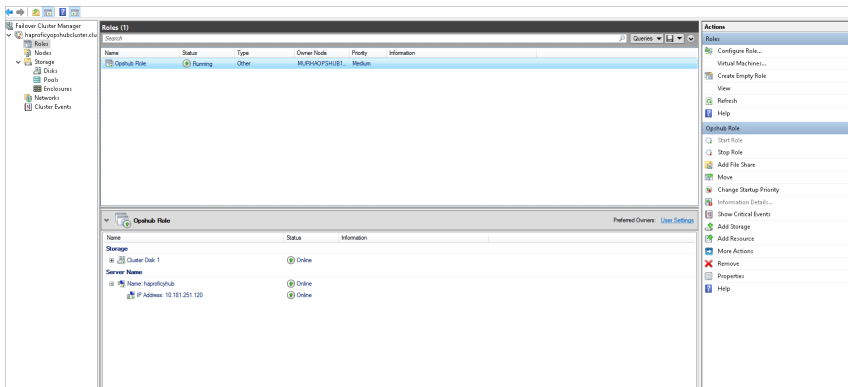 Failover Cluster Manager
haproficyopshubcluster.clu
Roles
Nodes
Storage
Disks
Pools
Enclosures
Networks
Cluster Events
Roles (1)
Search
Queries
Name Status Type Owner Node Priority Information
Opshub Role Running Other MURHAOPSHUB1... Medium
Opshub Role
Preferred Owners: User Settings
Name Status Information
Storage
Cluster Disk 1 Online
Server Name
Name: haproficyhub Online
IP Address: 10.181.251.120 Online
Actions
Roles
Configure Role...
Virtual Machines...
Create Empty Role
View
Refresh
Help
Opshub Role
Start Role
Stop Role
Add File Share
Move
Change Startup Priority
Information Details...
Show Critical Events
Add Storage
Add Resource
More Actions
Remove
Properties
Help